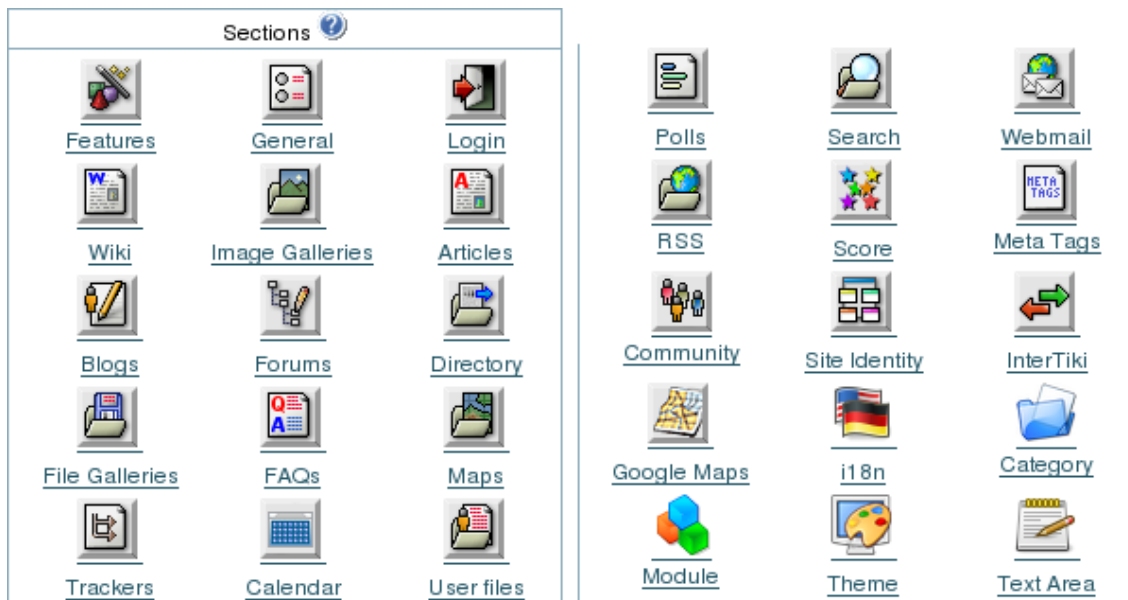 Sections ?
Features General Login
Wiki Image Galleries Articles
Blogs Forums Directory
File Galleries FAQs Maps
Trackers Calendar User files
Polls Search Webmail
META TAGS
RSS Score Meta Tags
Community Site Identity InterTiki
Google Maps i18n Category
Module Theme Text Area
W
A
Q
A